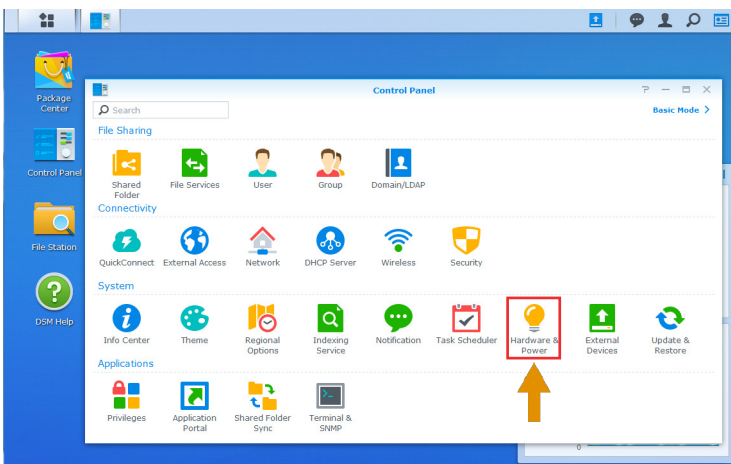 Control Panel
Search
Basic Mode
File Sharing
Shared Folder
File Services
User
Group
Domain/LDAP
Connectivity
QuickConnect
External Access
Network
DHCP Server
Wireless
Security
System
Info Center
Theme
Regional Options
Indexing Service
Notification
Task Scheduler
Hardware & Power
External Devices
Update & Restore
Applications
Privileges
Application Portal
Shared Folder Sync
Terminal & SNMP
Package Center
Control Panel
File Station
DSM Help
0